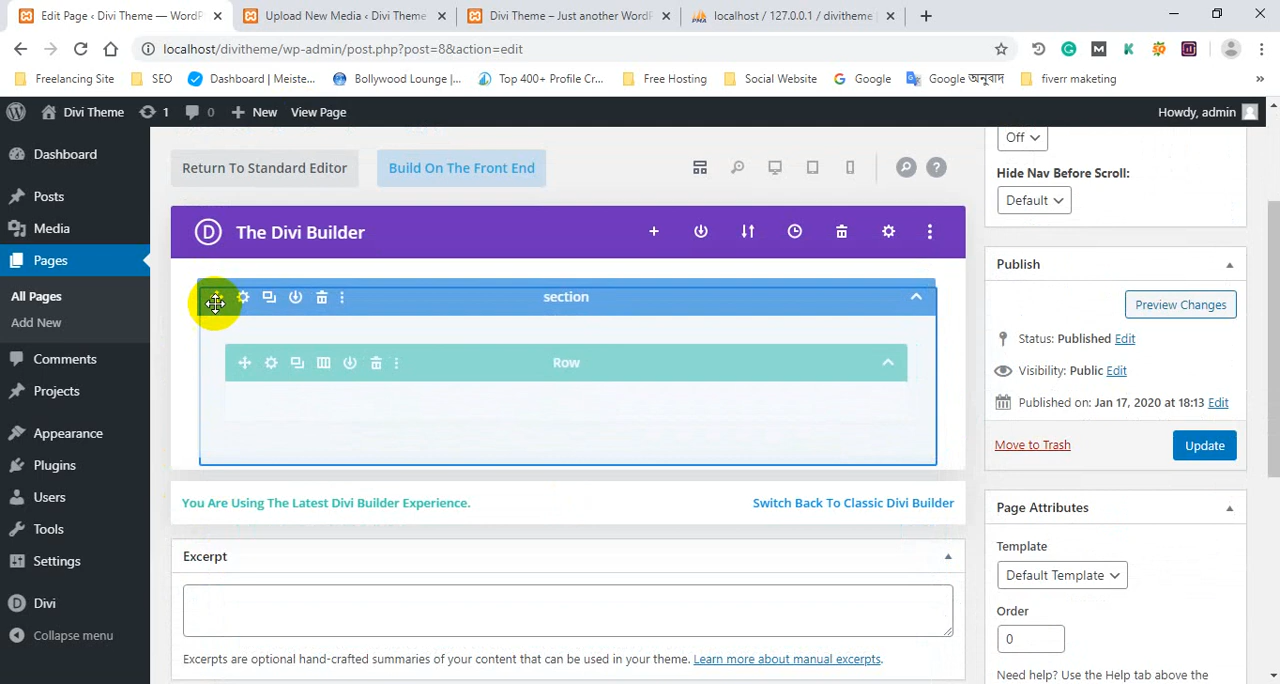 Edit Page ‹ Divi Theme — WordP
Upload New Media ‹ Divi Theme
Divi Theme – Just another WordP
localhost / 127.0.0.1 / divitheme
localhost/divitheme/wp-admin/post.php?post=8&action=edit
Freelancing Site
SEO
Dashboard | Meiste...
Bollywood Lounge |...
Top 400+ Profile Cr...
Free Hosting
Social Website
Google
Google অনুবাদ
fiverr maketing
Divi Theme
1
0
New
View Page
Howdy, admin
Dashboard
Posts
Media
Pages
All Pages
Add New
Comments
Projects
Appearance
Plugins
Users
Tools
Settings
Divi
Collapse menu
Return To Standard Editor
Build On The Front End
The Divi Builder
section
Row
You Are Using The Latest Divi Builder Experience.
Switch Back To Classic Divi Builder
Excerpt
Excerpts are optional hand-crafted summaries of your content that can be used in your theme. Learn more about manual excerpts.
Off
Hide Nav Before Scroll:
Default
Publish
Preview Changes
Status: Published Edit
Visibility: Public Edit
Published on: Jan 17, 2020 at 18:13 Edit
Move to Trash
Update
Page Attributes
Template
Default Template
Order
0
Need help? Use the Help tab above the